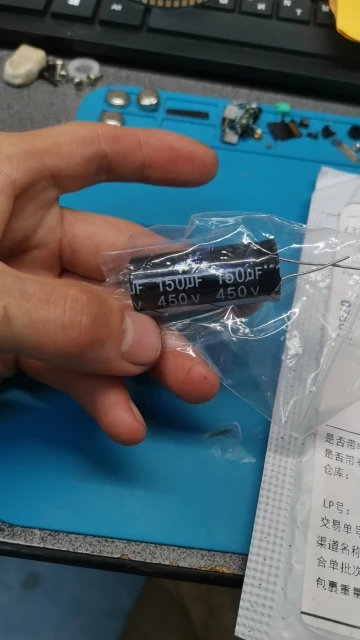 µF 150µF 150µF
V 450V 450V
是否带
是否带
仓库:
LP号:
交易单号
渠道名称
合单批次
包裹重量